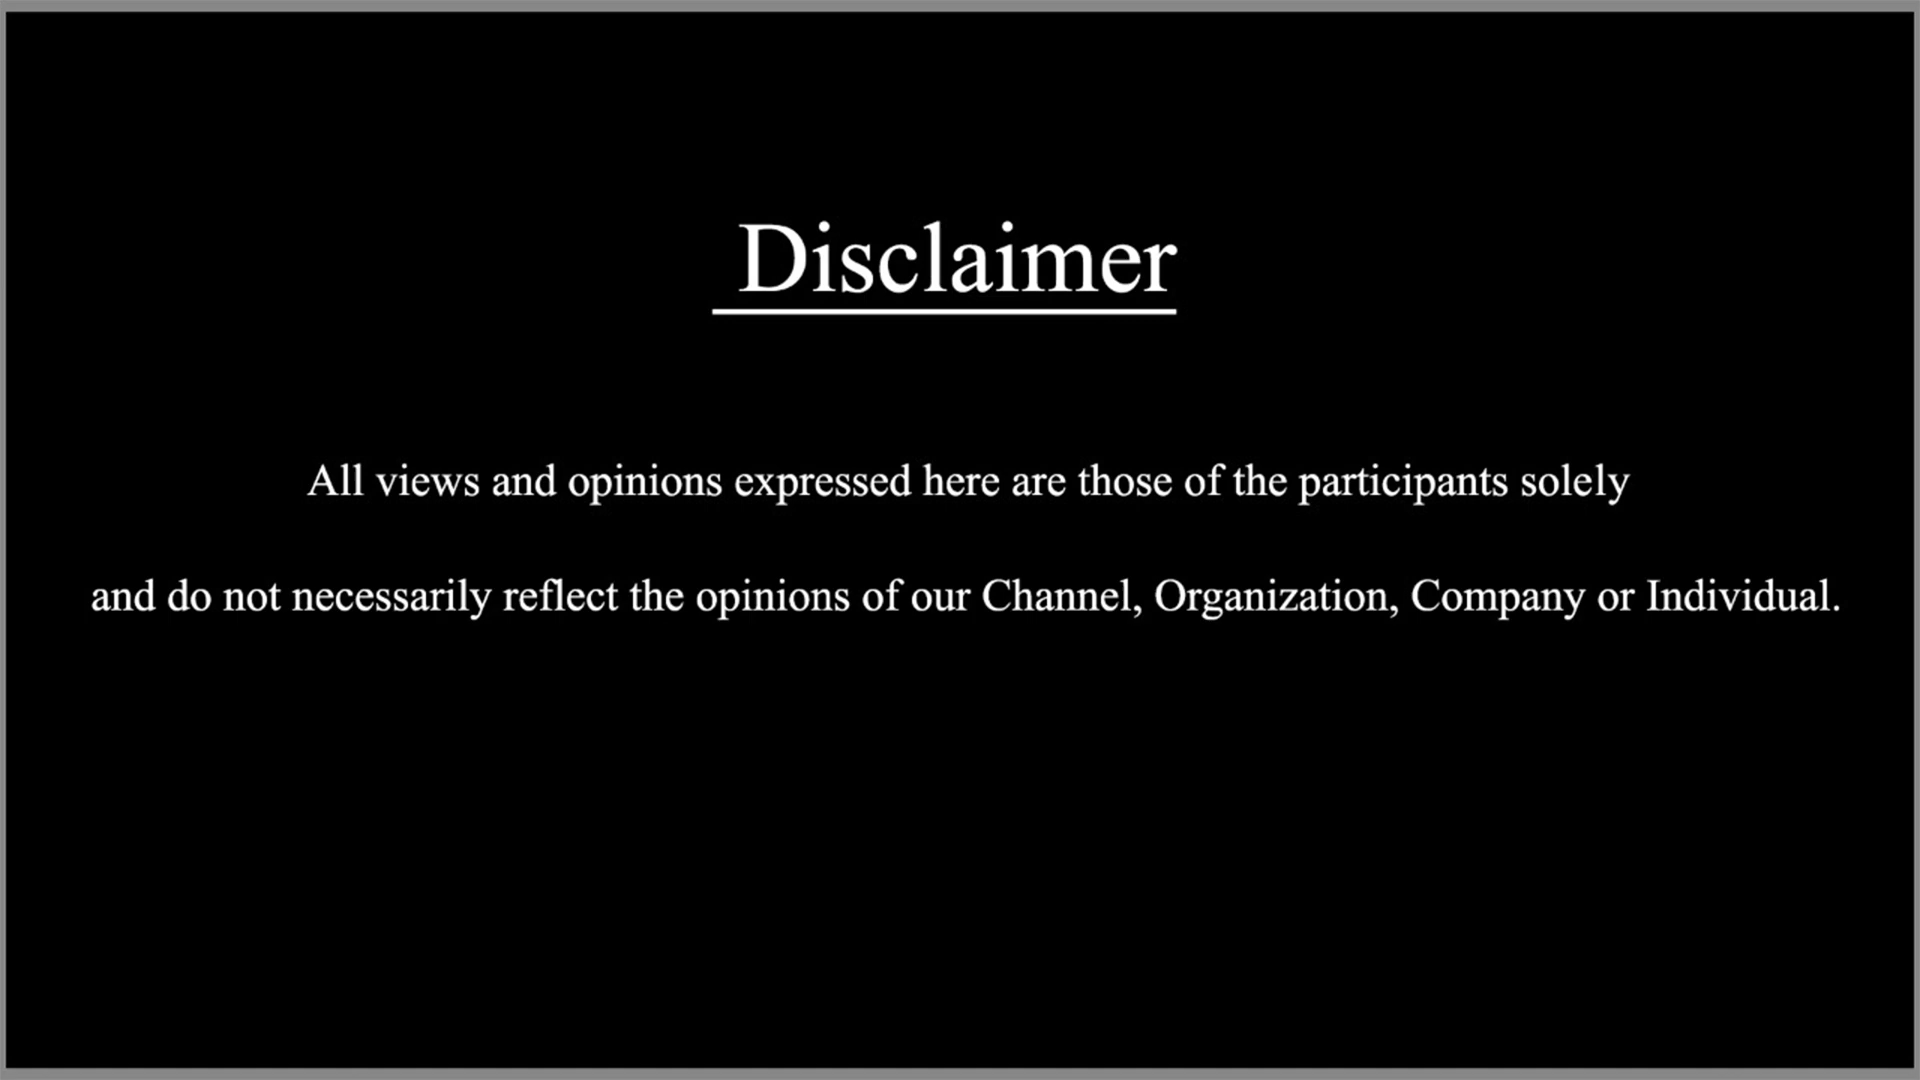 Disclaimer
All views and opinions expressed here are those of the participants solely
and do not necessarily reflect the opinions of our Channel, Organization, Company or Individual.